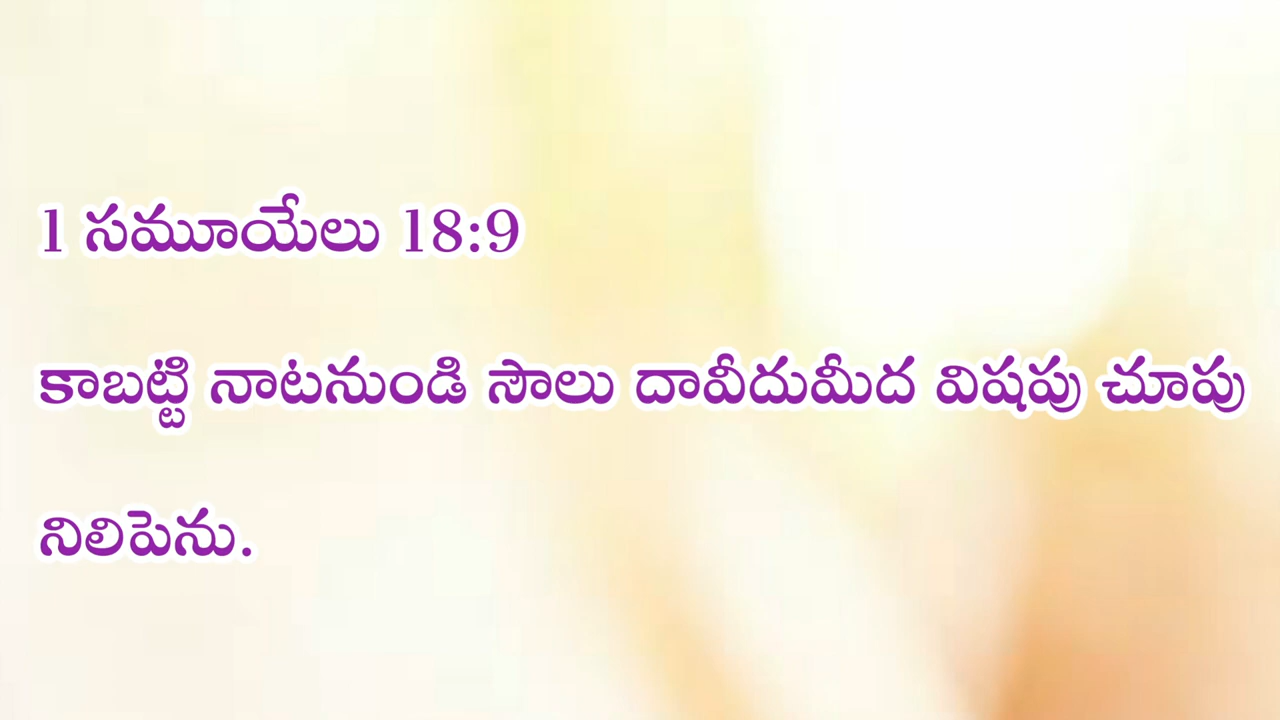 1 సమూయేలు 18:9
కాబట్టి నాటనుండి సౌలు దావీదుమీద విషపు చూపు
నిలిపెను.